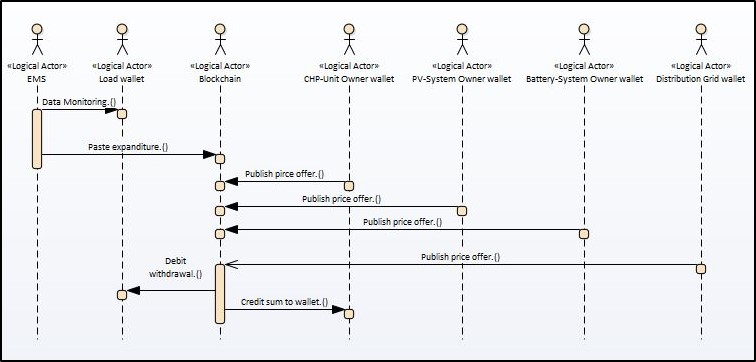 «Logical Actor» «Logical Actor» «Logical Actor» «Logical Actor» «Logical Actor» «Logical Actor» «Logical Actor»
EMS Load wallet Blockchain CHP-Unit Owner wallet PV-System Owner wallet Battery-System Owner wallet Distribution Grid wallet
Data Monitoring.()
Paste expanditure.()
Publish pirce offer.()
Publish price offer.()
Publish price offer.()
Publish price offer.()
Debit
withdrawal.()
Credit sum to wallet.()